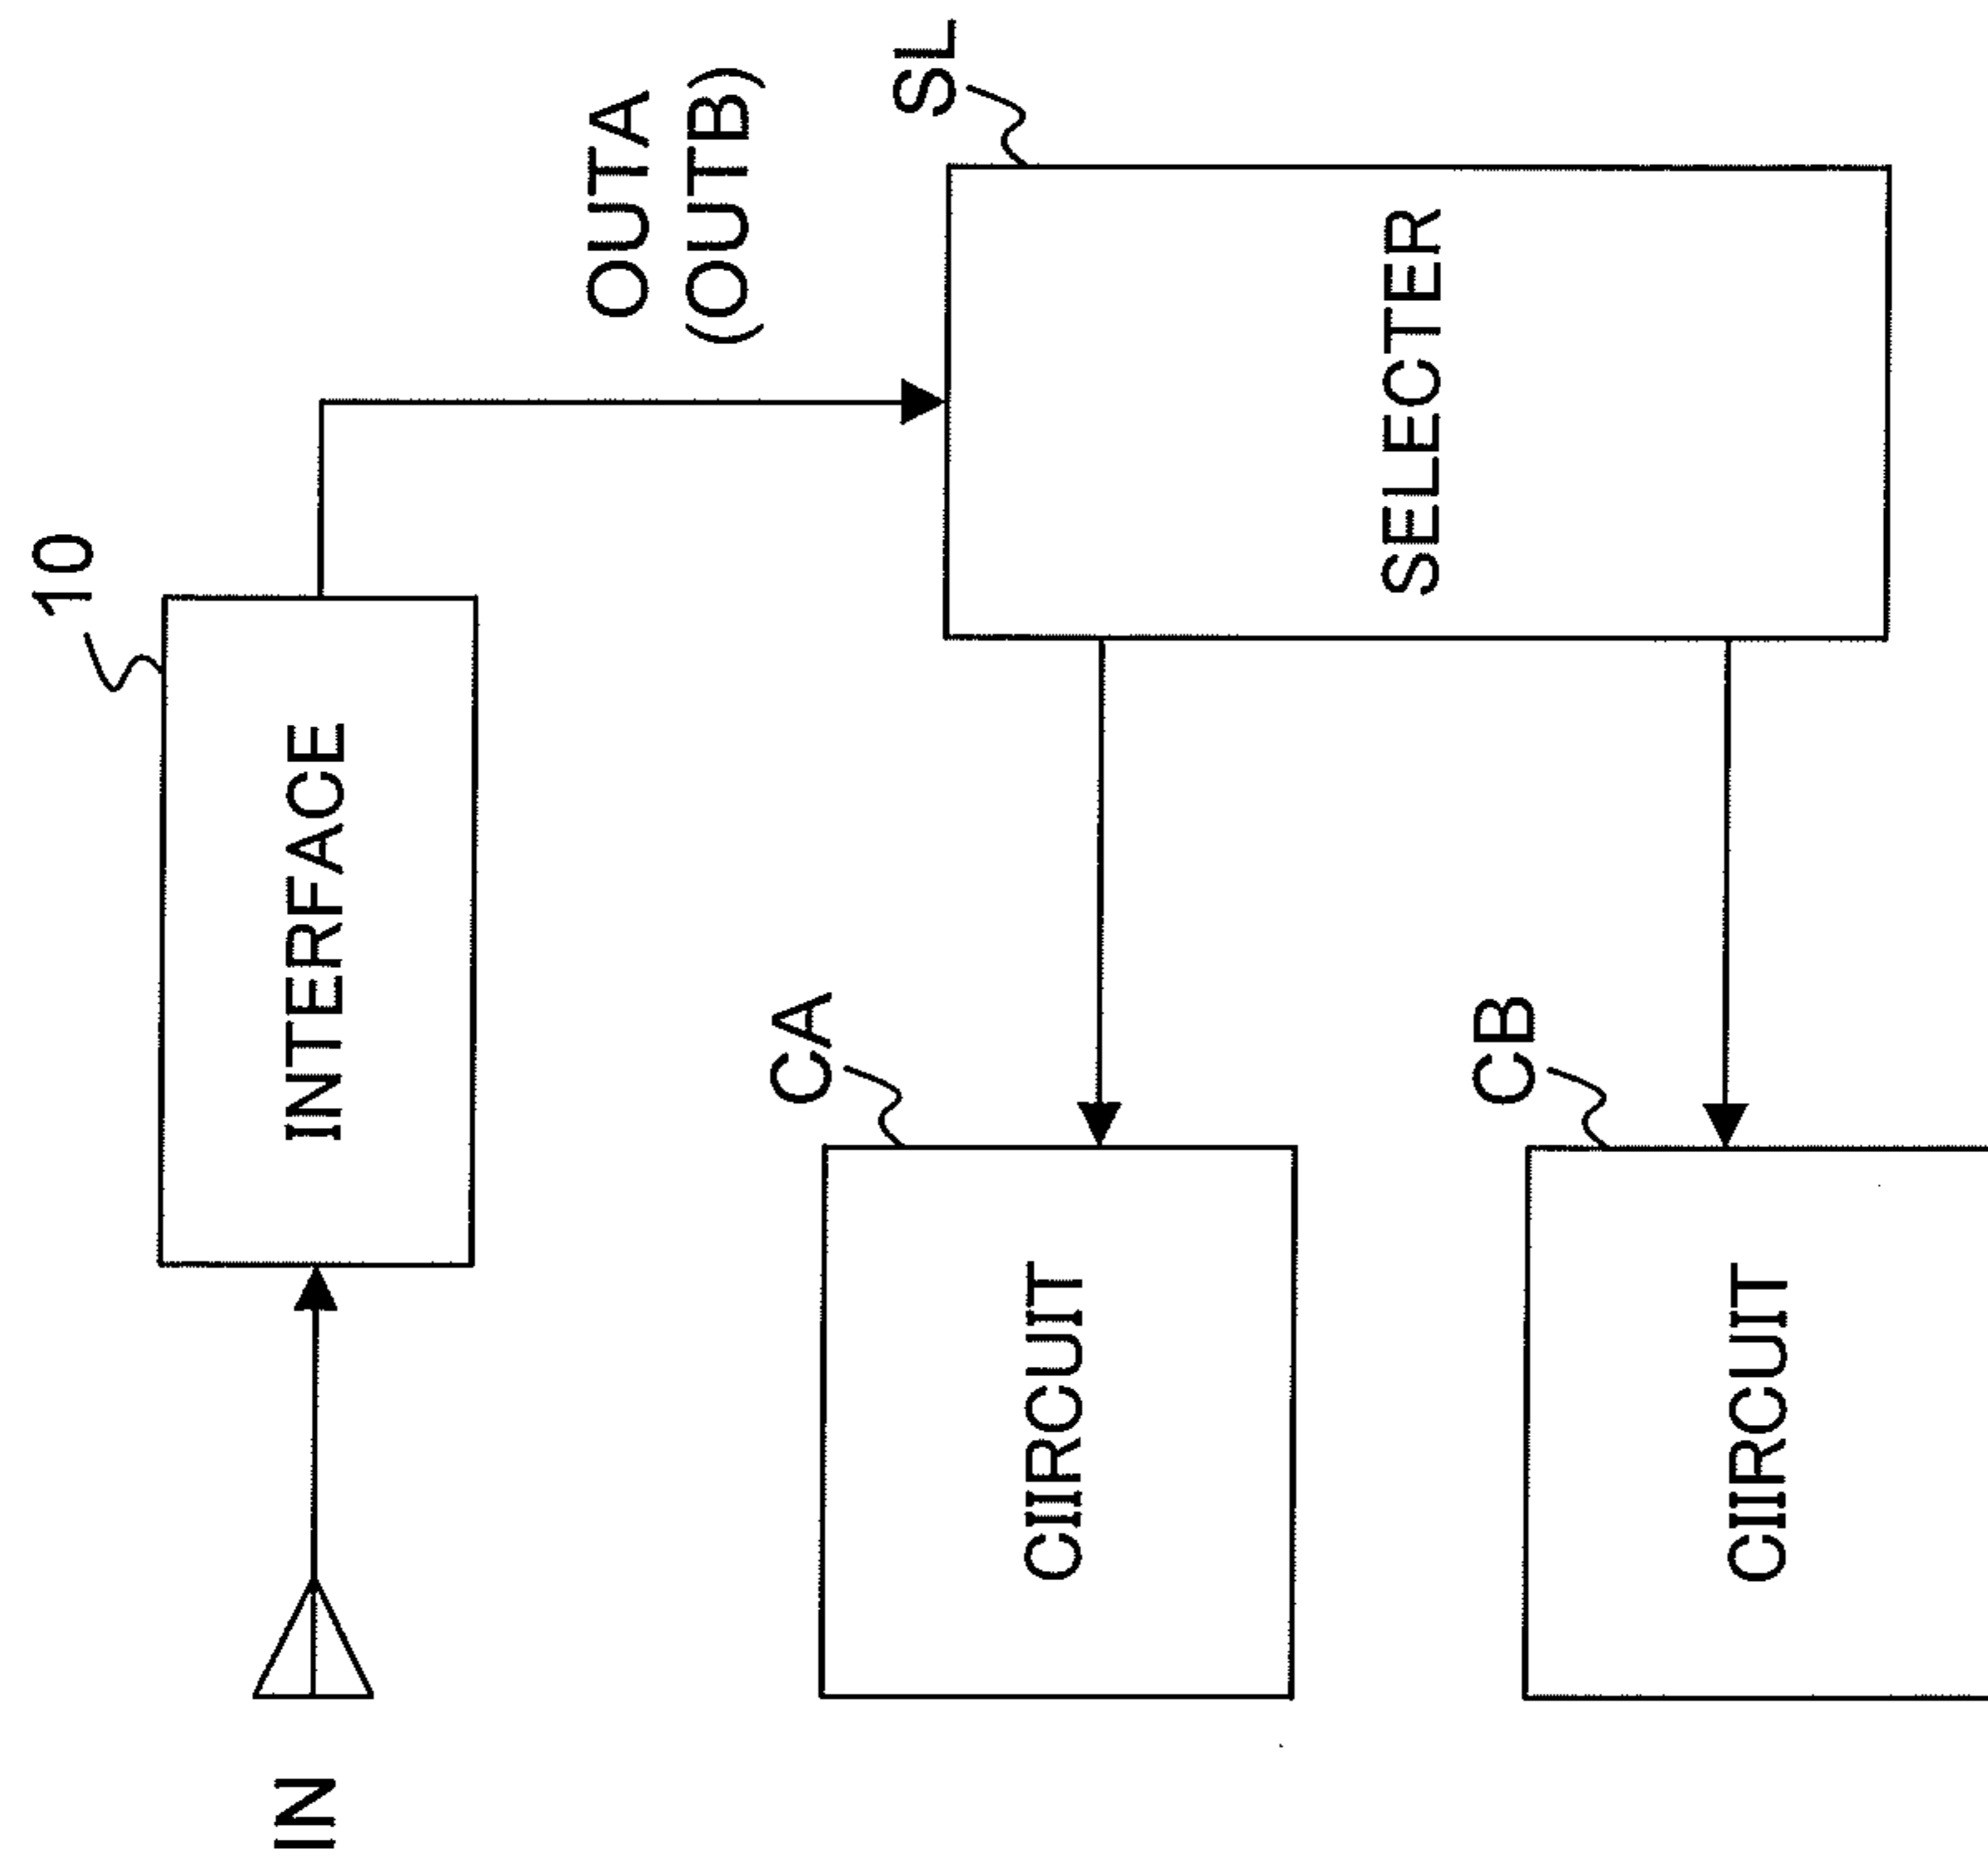 IN
INTERFACE
10
OUTA
(OUTB)
SL
SELECTER
CA
CIIRCUIT
CB
CIIRCUIT